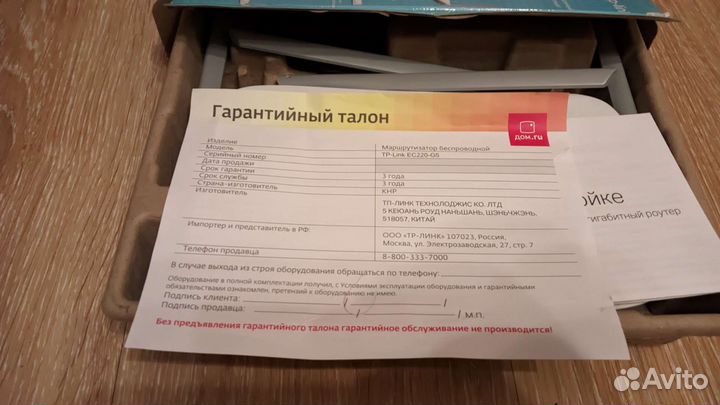 Гарантийный талон
дом.ru
Изделие Маршрутизатор беспроводной
Модель TP-Link EC220-G5
Серийный номер
Дата продажи
Срок гарантии 3 года
Срок службы 3 года
Страна-изготовитель КНР
Изготовитель ТП-ЛИНК ТЕХНОЛОДЖИС КО. ЛТД
5 КЕЮАНЬ РОУД НАНЬШАНЬ, ШЭНЬЧЖЭНЬ,
518057, КИТАЙ
Импортер и представитель в РФ: ООО «ТР-ЛИНК» 107023, Россия,
Москва, ул. Электрозаводская, 27, стр. 7
Телефон продавца 8-800-333-7000
В случае выхода из строя оборудования обращаться по телефону:
Оборудование в полной комплектации получил, с Условиями эксплуатации оборудования и гарантийными
обязательствами ознакомлен, претензий к оборудованию не имею.
Подпись клиента: / /
Подпись продавца: / / М.П.
Без предъявления гарантийного талона гарантийное обслуживание не производится!
ойке
гигабитный роутер
Avito